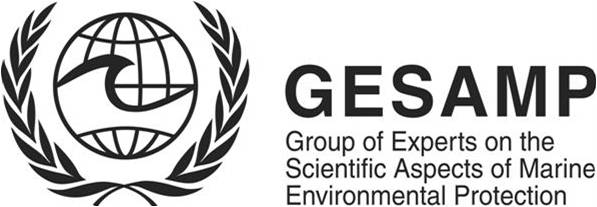 GESAMP
Group of Experts on the
Scientific Aspects of Marine
Environmental Protection